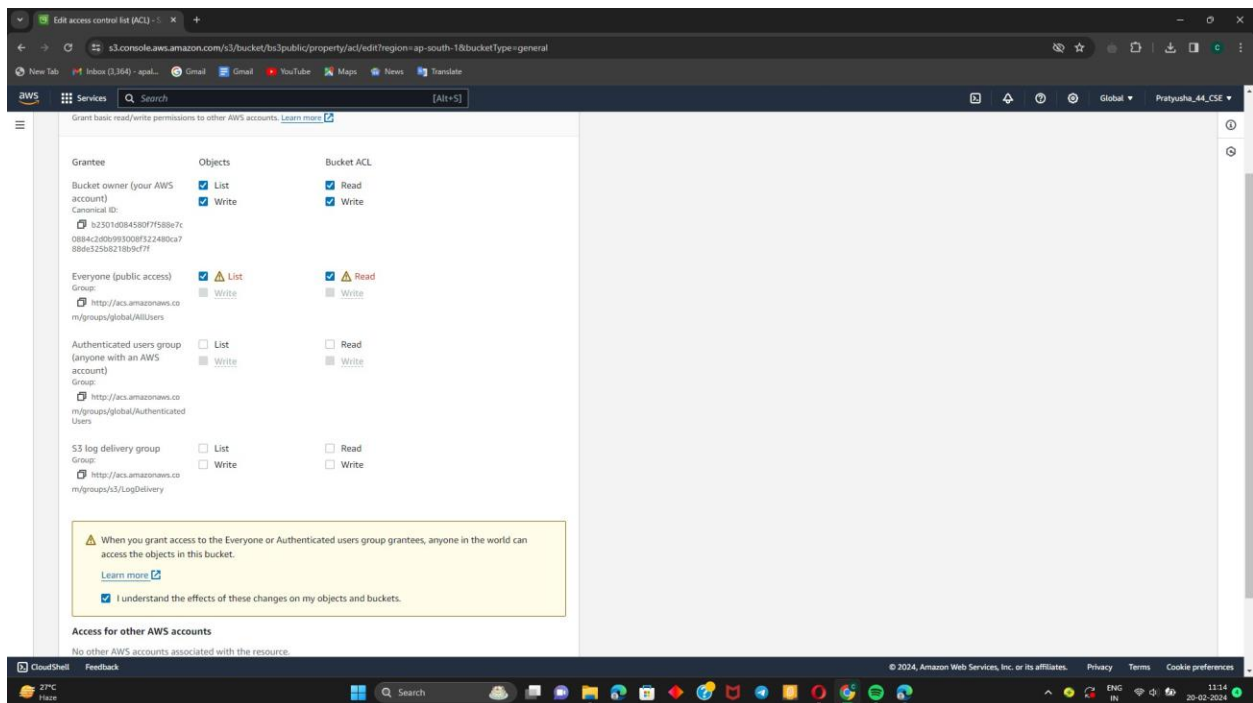 Edit access control list (ACL) - S
s3.console.aws.amazon.com/s3/bucket/bs3public/property/acl/edit?region=ap-south-1&bucketType=general
New Tab Inbox (3,364) - apal... Gmail Gmail YouTube Maps News Translate
aws Services Search [Alt+S] Global Pratyusha_44_CSE
Grant basic read/write permissions to other AWS accounts. Learn more
Grantee Objects Bucket ACL
Bucket owner (your AWS List Read
account) Write Write
Canonical ID:
b2301d084580f7f588e7c
0884c2d0b993008f322480ca7
88de325b8218b9cf7f
Everyone (public access) List Read
Group: Write Write
http://acs.amazonaws.co
m/groups/global/AllUsers
Authenticated users group List Read
(anyone with an AWS Write Write
account)
Group:
http://acs.amazonaws.co
m/groups/global/Authenticated
Users
S3 log delivery group List Read
Group: Write Write
http://acs.amazonaws.co
m/groups/s3/LogDelivery
When you grant access to the Everyone or Authenticated users group grantees, anyone in the world can
access the objects in this bucket.
Learn more
I understand the effects of these changes on my objects and buckets.
Access for other AWS accounts
No other AWS accounts associated with the resource.
CloudShell Feedback © 2024, Amazon Web Services, Inc. or its affiliates. Privacy Terms Cookie preferences
27°C Search ENG 11:14
Haze IN 20-02-2024